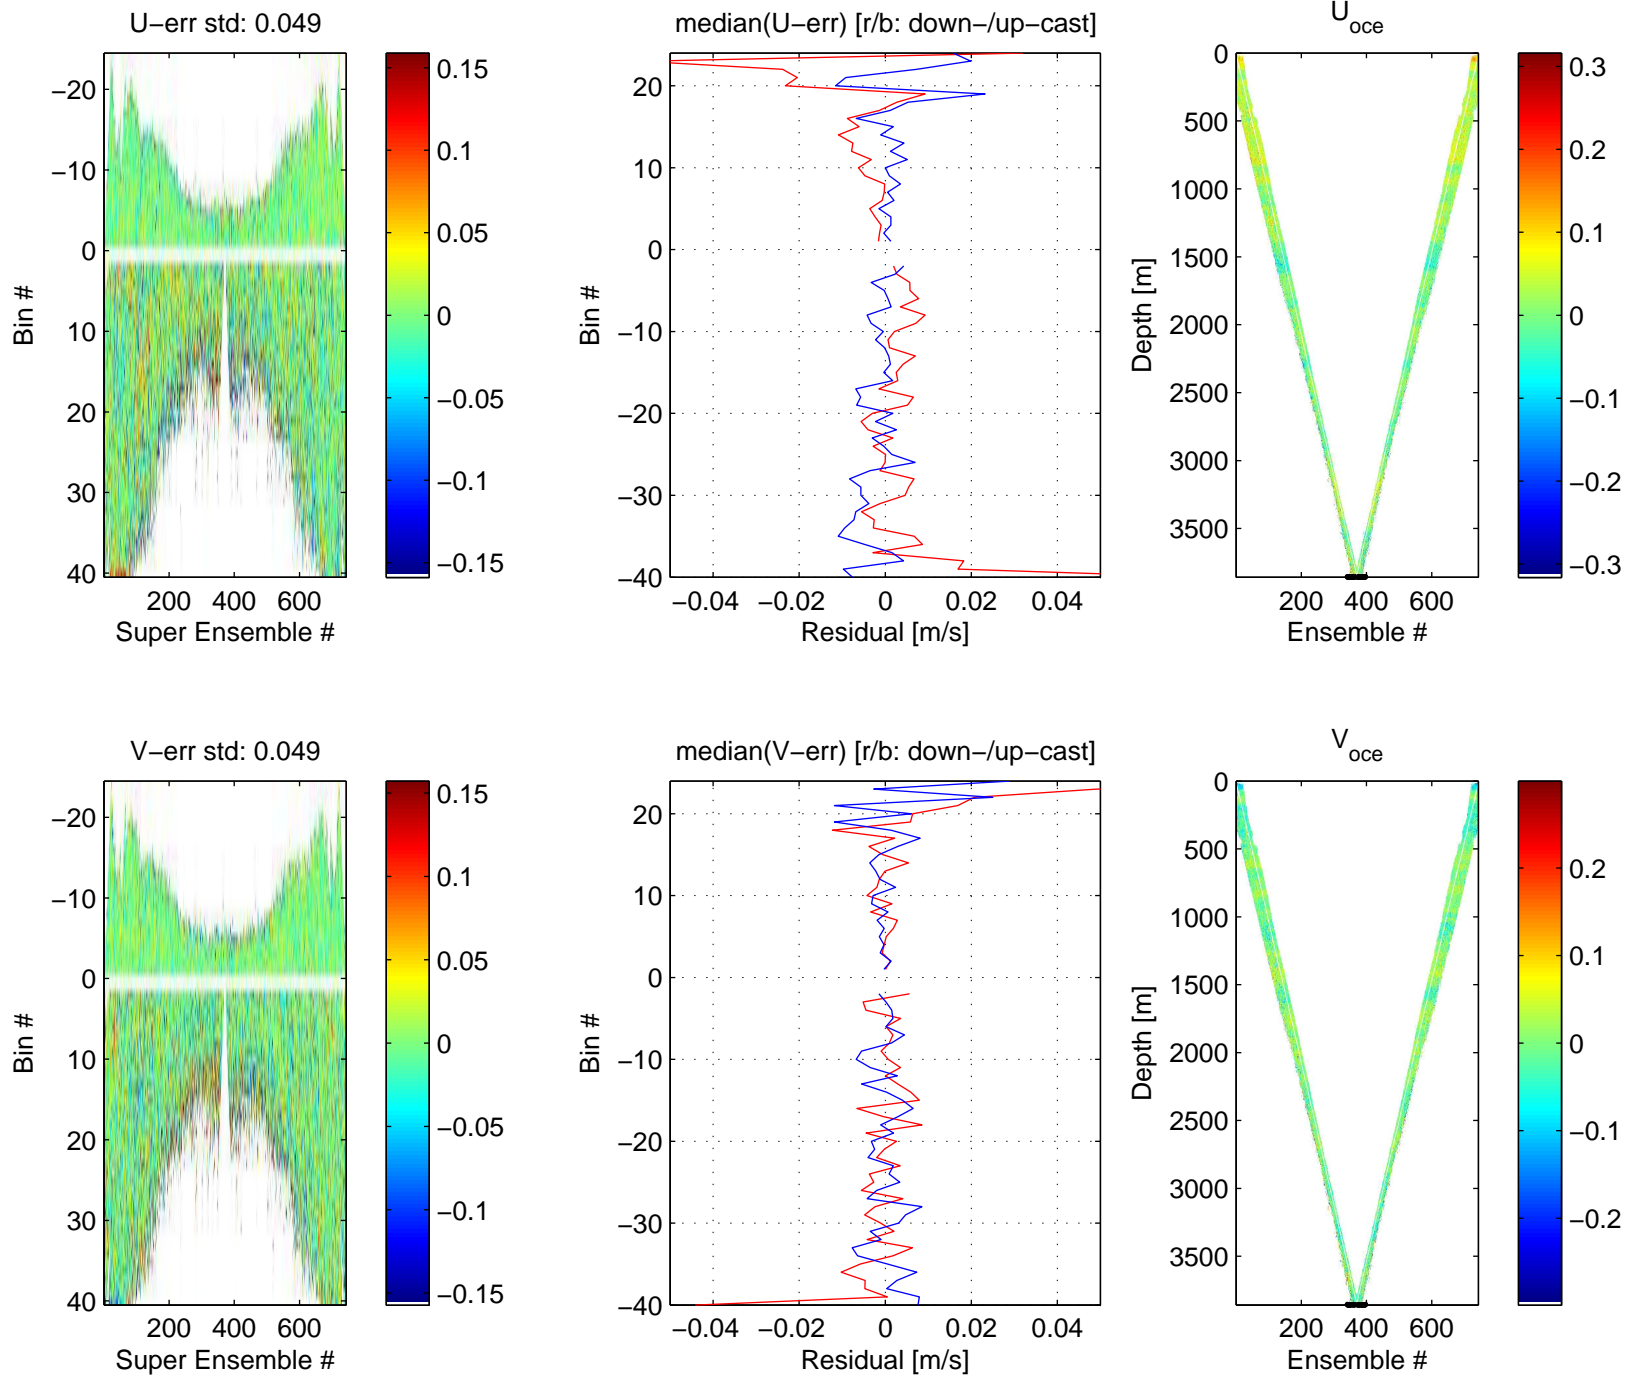 U−err std: 0.049
−20
−10
0
10
20
30
40
200 400 600
Super Ensemble #
Bin #
0.15
0.1
0.05
0
−0.05
−0.1
−0.15
median(U−err) [r/b: down−/up−cast]
20
10
0
−10
−20
−30
−40
−0.04 −0.02 0 0.02 0.04
Residual [m/s]
Bin #
U_oce
0
500
1000
1500
2000
2500
3000
3500
200 400 600
Ensemble #
Depth [m]
0.3
0.2
0.1
0
−0.1
−0.2
−0.3
V−err std: 0.049
−20
−10
0
10
20
30
40
200 400 600
Super Ensemble #
Bin #
0.15
0.1
0.05
0
−0.05
−0.1
−0.15
median(V−err) [r/b: down−/up−cast]
20
10
0
−10
−20
−30
−40
−0.04 −0.02 0 0.02 0.04
Residual [m/s]
Bin #
V_oce
0
500
1000
1500
2000
2500
3000
3500
200 400 600
Ensemble #
Depth [m]
0.2
0.1
0
−0.1
−0.2